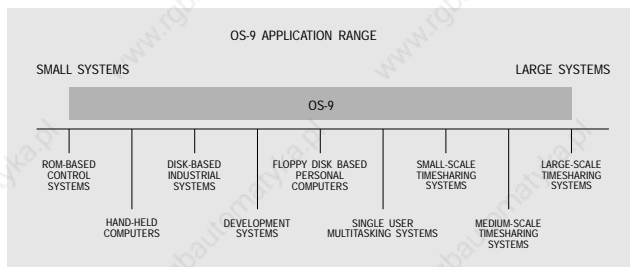 OS-9 APPLICATION RANGE
SMALL SYSTEMS
LARGE SYSTEMS
OS-9
ROM-BASED
CONTROL
SYSTEMS
HAND-HELD
COMPUTERS
DISK-BASED
INDUSTRIAL
SYSTEMS
DEVELOPMENT
SYSTEMS
FLOPPY DISK BASED
PERSONAL
COMPUTERS
SINGLE USER
MULTITASKING SYSTEMS
SMALL-SCALE
TIMESHARING
SYSTEMS
MEDIUM-SCALE
TIMESHARING
SYSTEMS
LARGE-SCALE
TIMESHARING
SYSTEMS